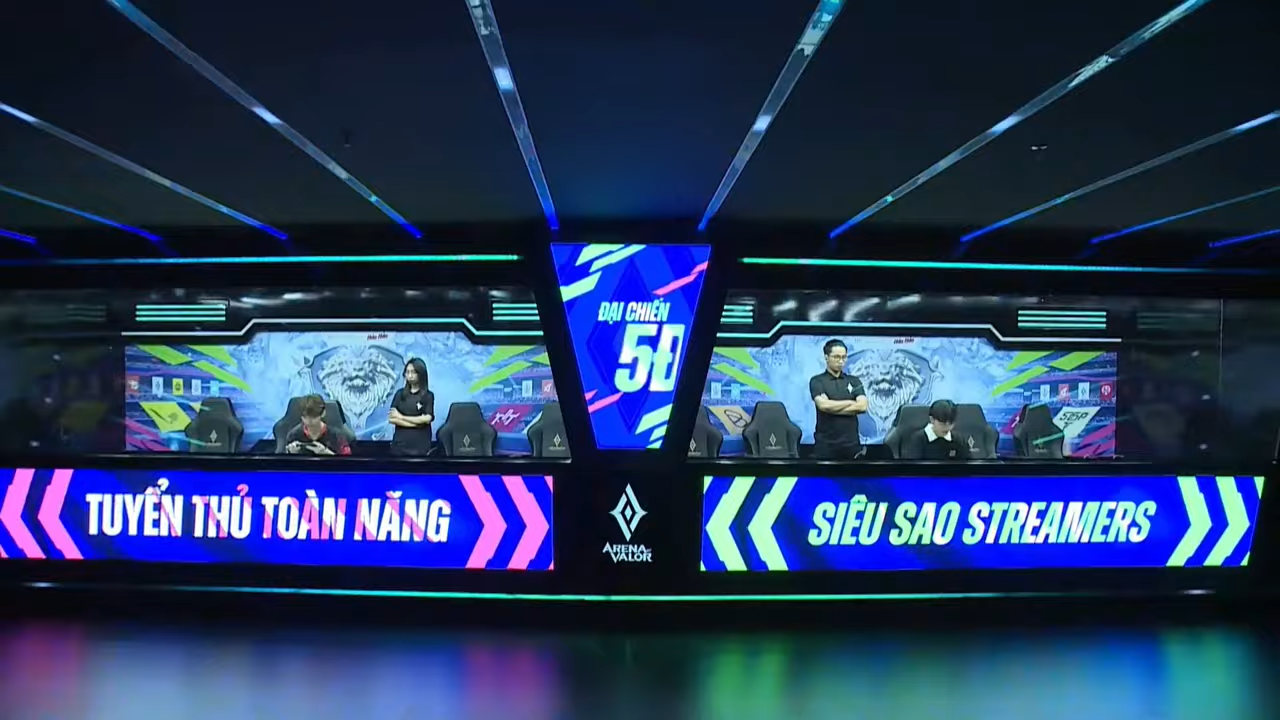 ĐẠI CHIẾN
5Đ
TUYỂN THỦ TOÀN NĂNG
SIÊU SAO STREAMERS
ARENA OF
VALOR